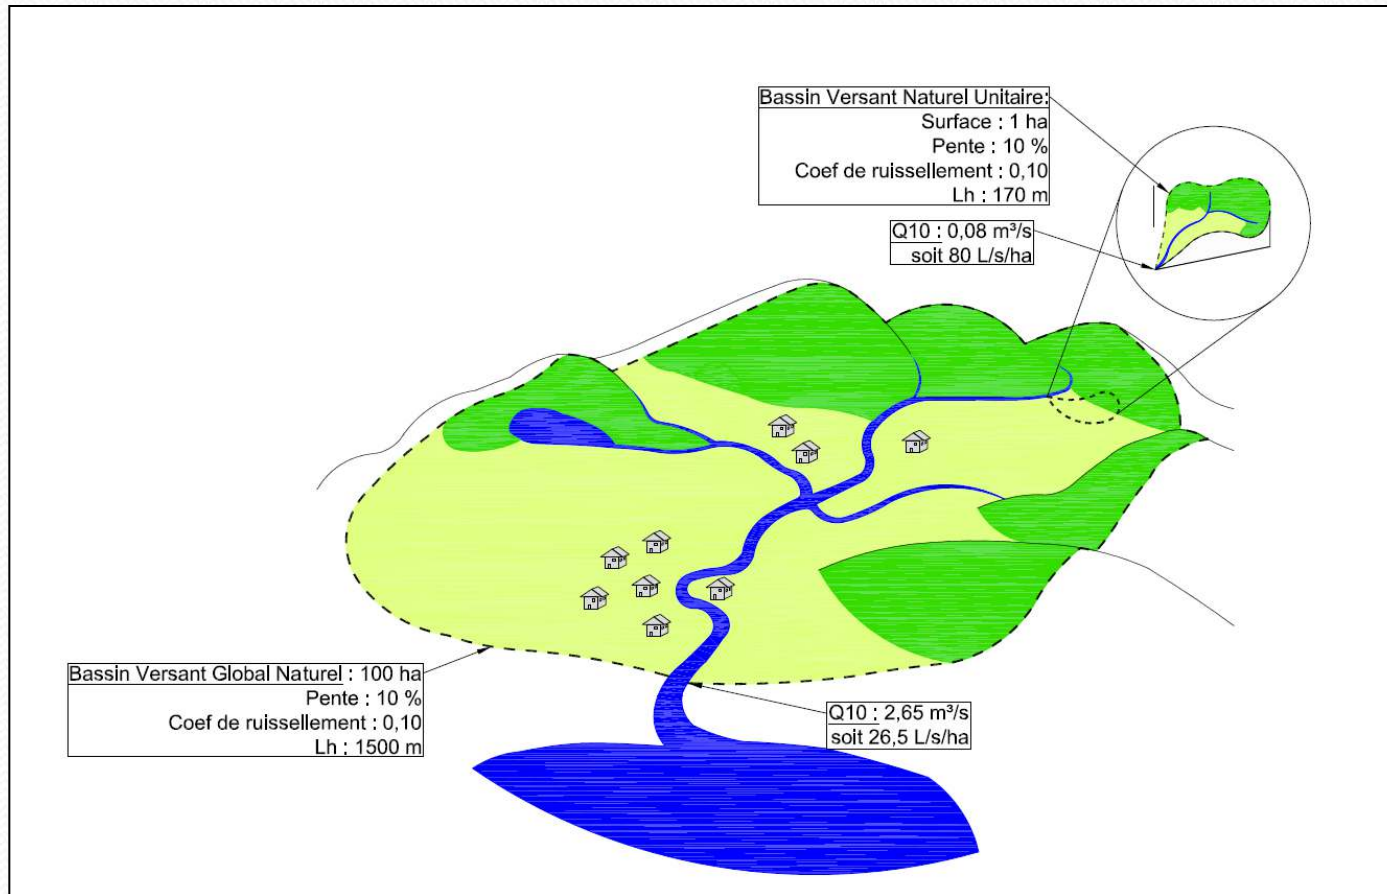 Bassin Versant Naturel Unitaire:
Surface : 1 ha
Pente : 10 %
Coef de ruissellement : 0,10
Lh : 170 m
Q10 : 0,08 m³/s
soit 80 L/s/ha
Bassin Versant Global Naturel : 100 ha
Pente : 10 %
Coef de ruissellement : 0,10
Lh : 1500 m
Q10 : 2,65 m³/s
soit 26,5 L/s/ha